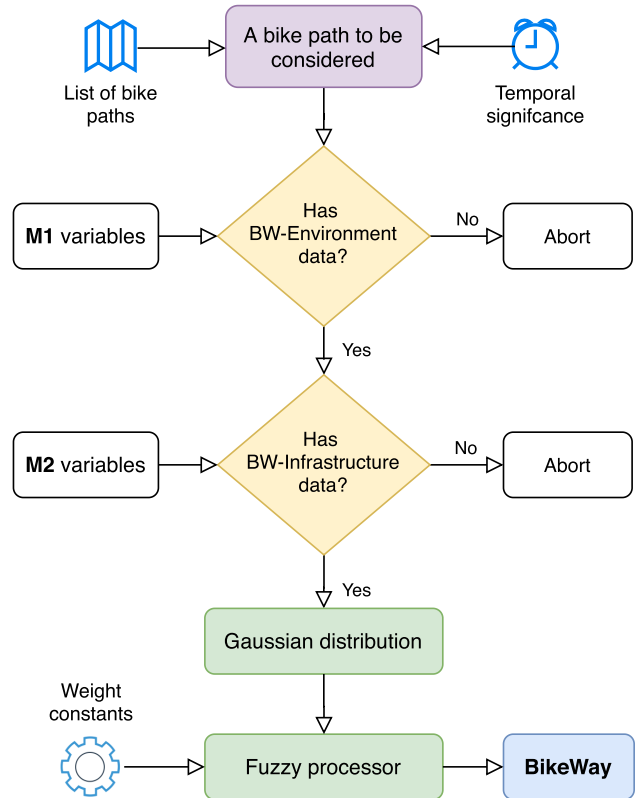 A bike path to be
considered
List of bike
paths
Temporal
signifcance
Has
BW-Environment
data?
M1 variables
No
Abort
Yes
Has
BW-Infrastructure
data?
M2 variables
No
Abort
Yes
Gaussian distribution
Weight
constants
Fuzzy processor
BikeWay